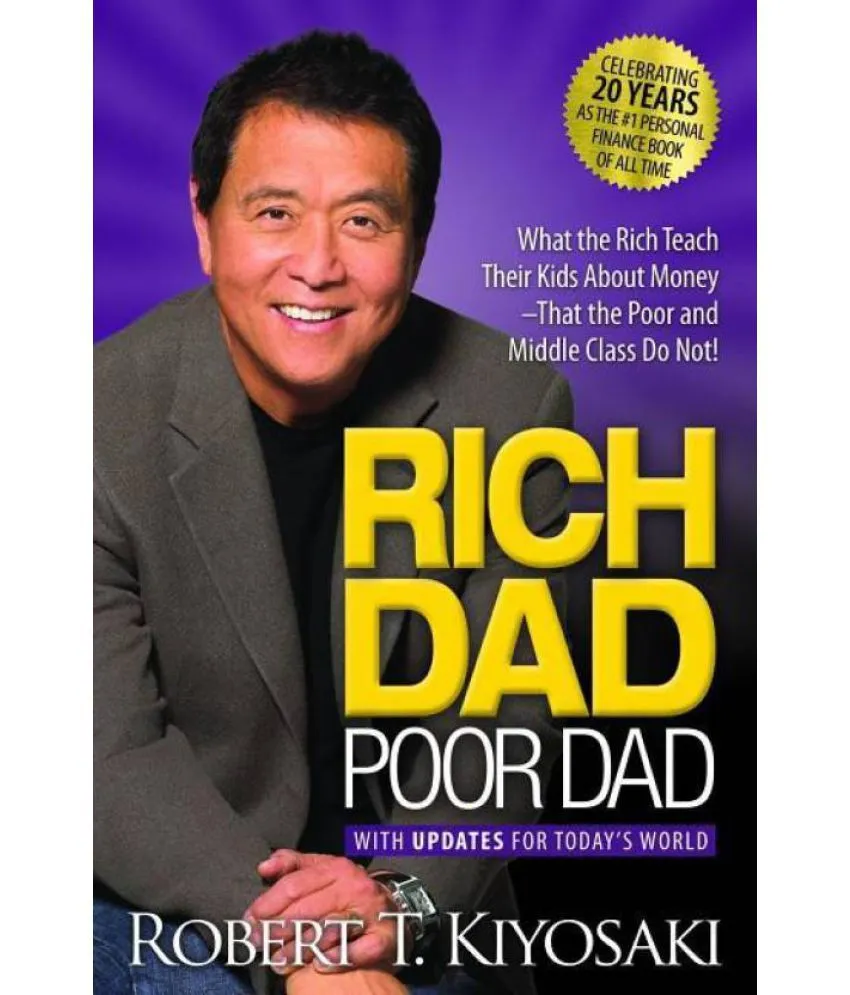 CELEBRATING
20 YEARS
AS THE #1 PERSONAL
FINANCE BOOK
OF ALL TIME
What the Rich Teach
Their Kids About Money
–That the Poor and
Middle Class Do Not!
RICH
DAD
POOR DAD
WITH UPDATES FOR TODAY'S WORLD
ROBERT T. KIYOSAKI